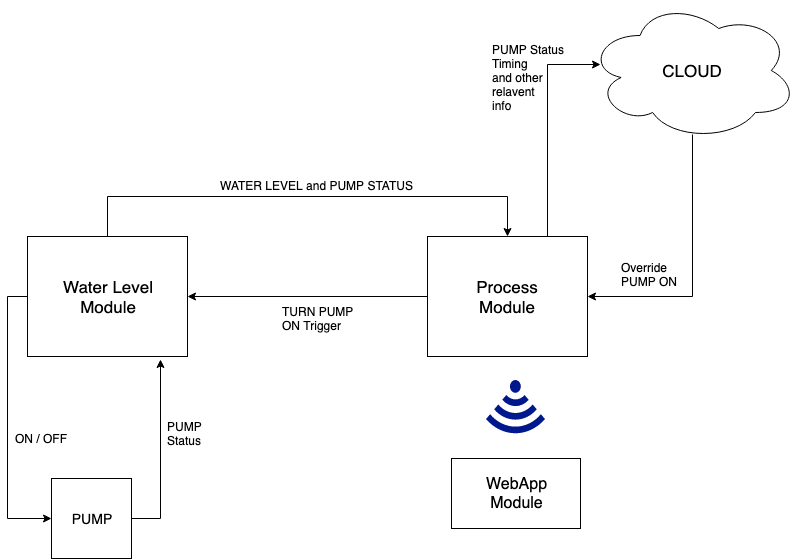 PUMP Status
Timing
and other
relavent
info
CLOUD
WATER LEVEL and PUMP STATUS
Water Level
Module
Process
Module
Override
PUMP ON
TURN PUMP
ON Trigger
ON / OFF
PUMP
Status
WebApp
Module
PUMP